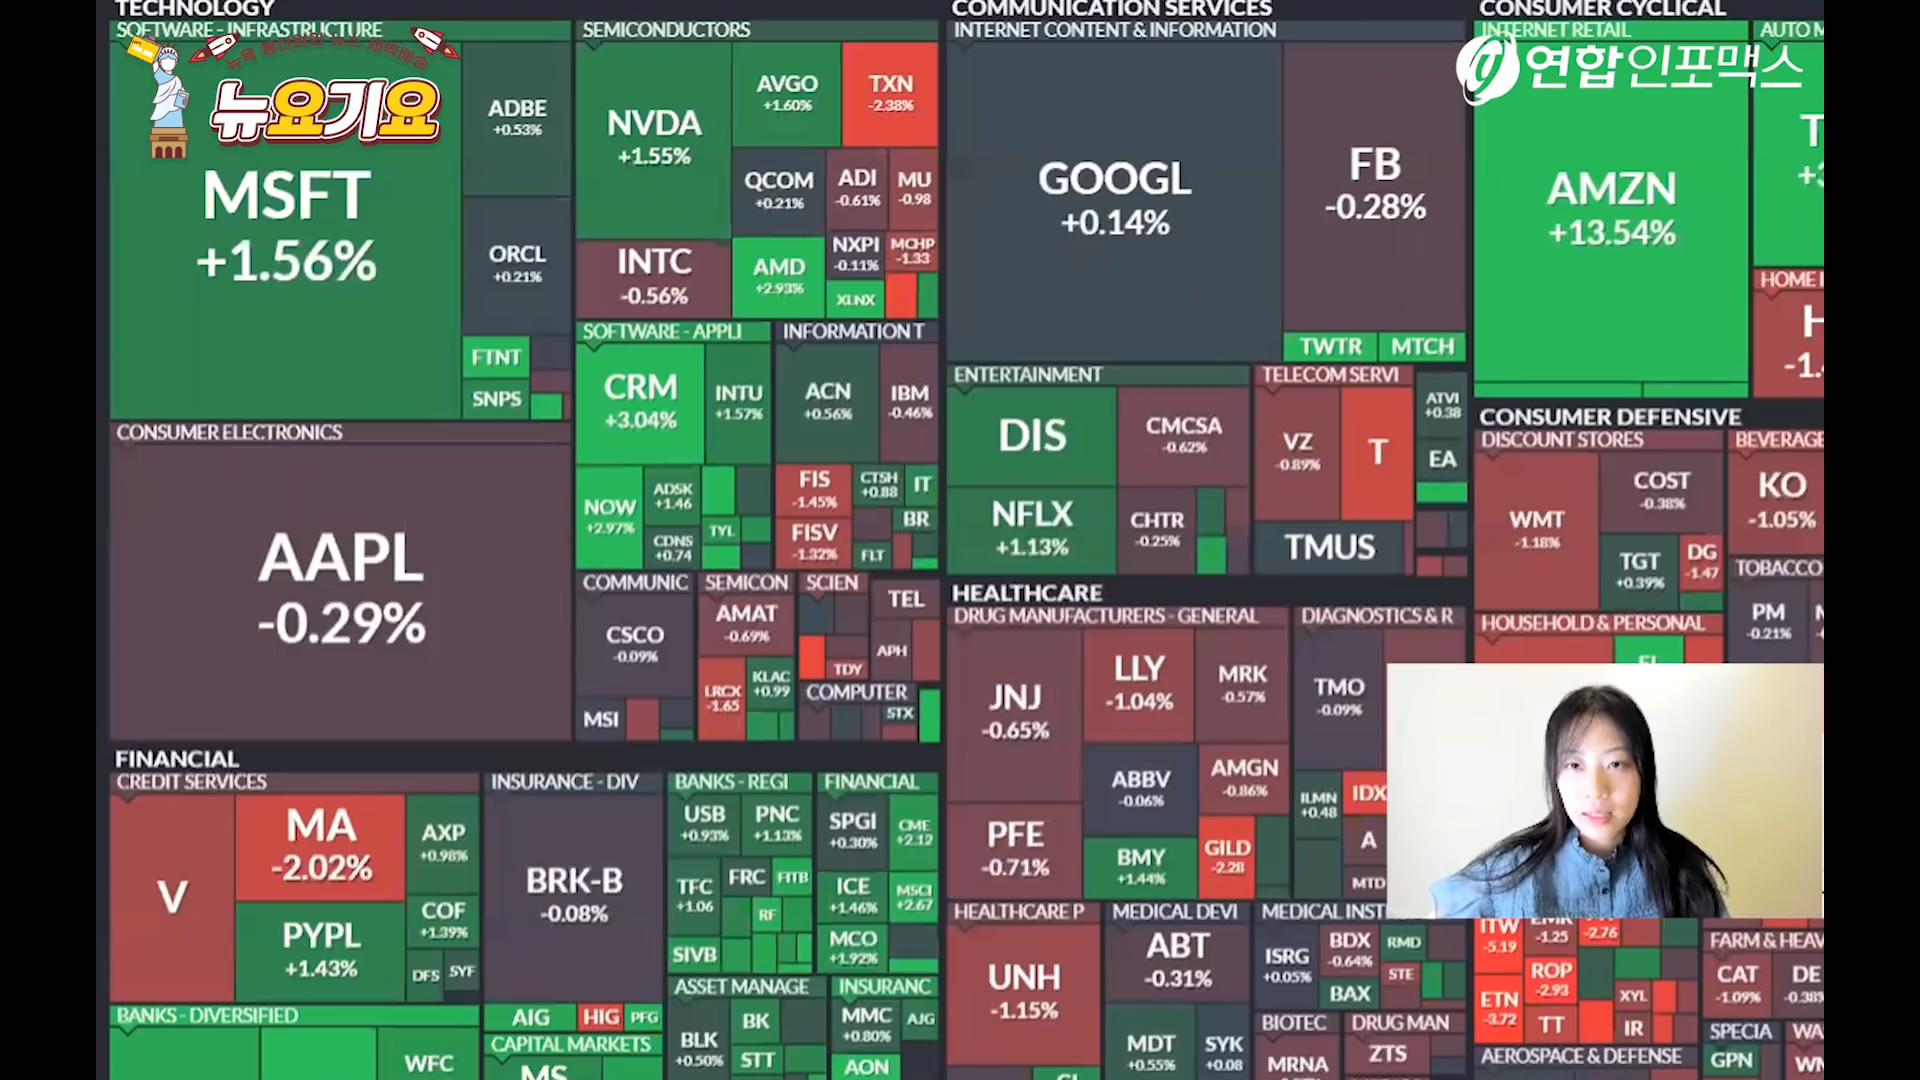 TECHNOLOGY
SOFTWARE - INFRASTRUCTURE
뉴요기요
MSFT
+1.56%
ADBE
+0.53%
ORCL
+0.21%
FTNT
SNPS
CONSUMER ELECTRONICS
AAPL
-0.29%
SEMICONDUCTORS
NVDA
+1.55%
AVGO
+1.60%
TXN
-2.38%
QCOM
+0.21%
ADI
-0.61%
MU
-0.98
INTC
-0.56%
AMD
+2.93%
NXPI
-0.11%
MCHP
-1.33
XLNX
SOFTWARE - APPLI
CRM
+3.04%
INTU
+1.57%
NOW
+2.97%
ADSK
+1.46
CDNS
+0.74
TYL
INFORMATION T
ACN
+0.56%
IBM
-0.46%
FIS
-1.45%
CTSH
+0.88
IT
FISV
-1.32%
BR
FLT
COMMUNIC
CSCO
-0.09%
MSI
SEMICON
AMAT
-0.69%
LRCX
-1.65
KLAC
+0.99
SCIEN
TDY
TEL
APH
COMPUTER
STX
COMMUNICATION SERVICES
INTERNET CONTENT & INFORMATION
GOOGL
+0.14%
FB
-0.28%
TWTR
MTCH
ENTERTAINMENT
DIS
CMCSA
-0.62%
NFLX
+1.13%
CHTR
-0.25%
TELECOM SERVI
VZ
-0.89%
T
TMUS
ATVI
+0.38
EA
CONSUMER CYCLICAL
INTERNET RETAIL
AUTO M
연합인포맥스
AMZN
+13.54%
HOME I
CONSUMER DEFENSIVE
DISCOUNT STORES
WMT
-1.18%
COST
-0.38%
TGT
+0.39%
DG
-1.47
BEVERAGE
KO
-1.05%
TOBACCO
PM
-0.21%
HOUSEHOLD & PERSONAL
HEALTHCARE
DRUG MANUFACTURERS - GENERAL
JNJ
-0.65%
LLY
-1.04%
MRK
-0.57%
PFE
-0.71%
ABBV
-0.06%
AMGN
-0.86%
BMY
+1.44%
GILD
-2.28
DIAGNOSTICS & R
TMO
-0.09%
ILMN
+0.48
IDX
A
MTD
HEALTHCARE P
UNH
-1.15%
MEDICAL DEVI
ABT
-0.31%
MDT
+0.55%
SYK
+0.08
MEDICAL INST
ISRG
+0.05%
BDX
-0.64%
RMD
STE
BAX
BIOTEC
MRNA
DRUG MAN
ZTS
FINANCIAL
CREDIT SERVICES
V
MA
-2.02%
AXP
+0.98%
PYPL
+1.43%
COF
+1.39%
DFS
SYF
BANKS - DIVERSIFIED
WFC
INSURANCE - DIV
BRK-B
-0.08%
AIG
HIG
PFG
CAPITAL MARKETS
MS
BANKS - REGI
USB
+0.93%
PNC
+1.13%
TFC
+1.06
FRC
FITB
RF
SIVB
FINANCIAL
SPGI
+0.30%
CME
+2.12
ICE
+1.46%
MSCI
+2.67
MCO
+1.92%
ASSET MANAGE
BLK
+0.50%
BK
STT
INSURANC
MMC
+0.80%
AJG
AON
ITW
-5.19
EMR
-1.25
-2.76
ROP
-2.93
ETN
-3.72
TT
XYL
IR
FARM & HEAV
CAT
-1.09%
DE
-0.38%
SPECIA
WA
GPN
AEROSPACE & DEFENSE